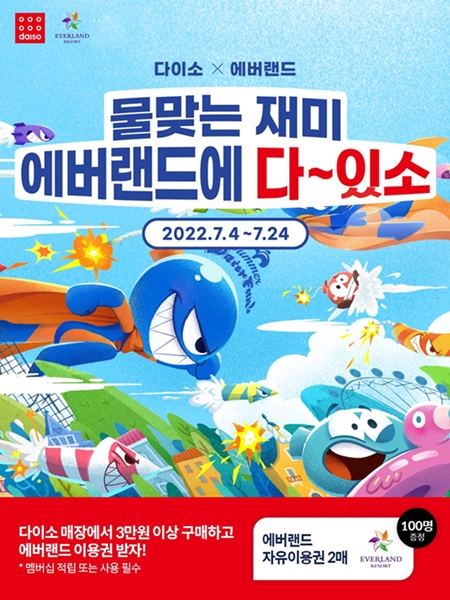 daiso
EVERLAND
RESORT
다이소 × 에버랜드
물맞는 재미
에버랜드에 다~있소
2022.7.4 ~7.24
Summer
Water Fun
다이소 매장에서 3만원 이상 구매하고
에버랜드 이용권 받자!
* 멤버십 적립 또는 사용 필수
에버랜드
자유이용권 2매
EVERLAND
RESORT
100명
증정